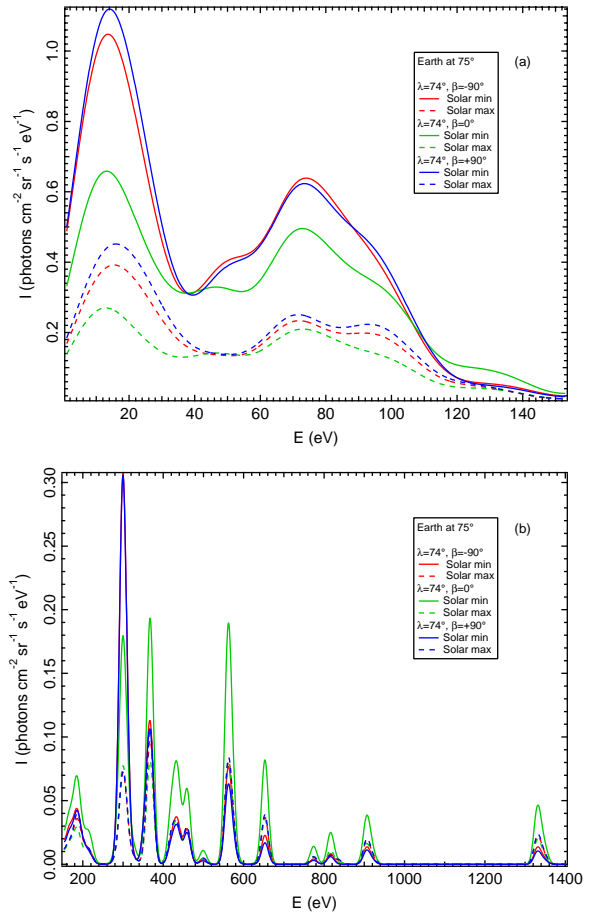 1.0
0.8
0.6
0.4
0.2
I (photons cm⁻² sr⁻¹ s⁻¹ eV⁻¹)
(a)
Earth at 75°
λ=74°, β=-90°
Solar min
Solar max
λ=74°, β=0°
Solar min
Solar max
λ=74°, β=+90°
Solar min
Solar max
20 40 60 80 100 120 140
E (eV)
0.30
0.25
0.20
0.15
0.10
0.05
0.00
I (photons cm⁻² sr⁻¹ s⁻¹ eV⁻¹)
(b)
Earth at 75°
λ=74°, β=-90°
Solar min
Solar max
λ=74°, β=0°
Solar min
Solar max
λ=74°, β=+90°
Solar min
Solar max
200 400 600 800 1000 1200 1400
E (eV)